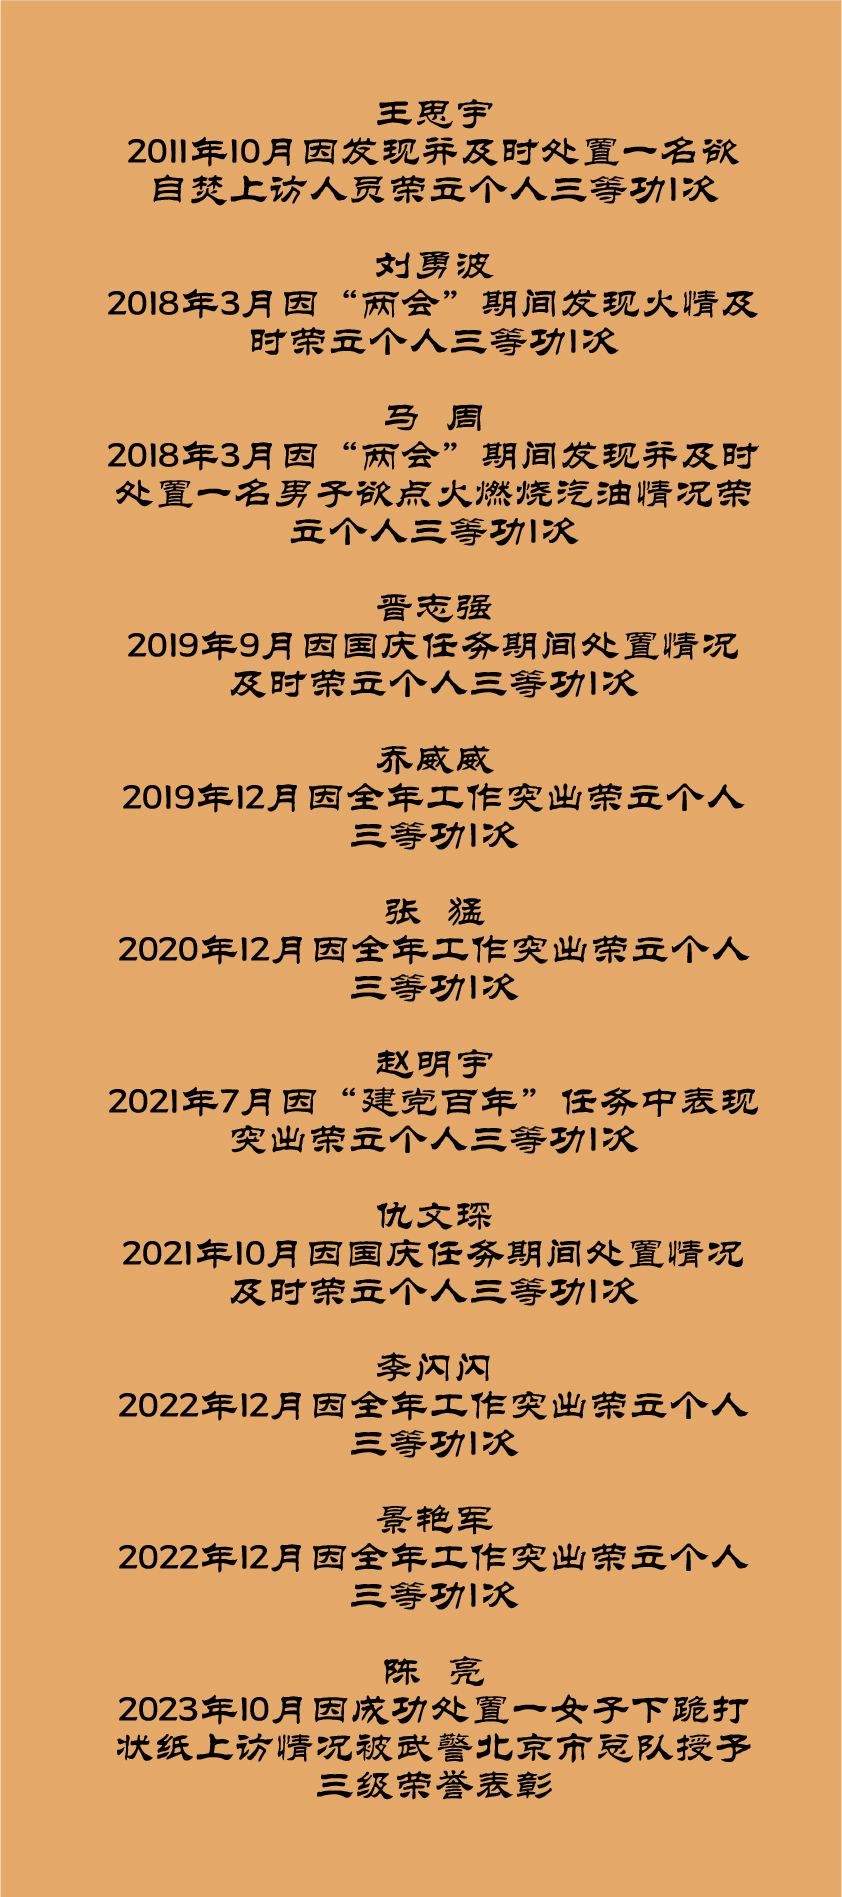 王思宇
2011年10月因发现并及时处置一名欲
自焚上访人员荣立个人三等功1次
刘勇波
2018年3月因“两会”期间发现火情及
时荣立个人三等功1次
马 周
2018年3月因“两会”期间发现并及时
处置一名男子欲点火燃烧汽油情况荣
立个人三等功1次
晋志强
2019年9月因国庆任务期间处置情况
及时荣立个人三等功1次
乔威威
2019年12月因全年工作突出荣立个人
三等功1次
张 猛
2020年12月因全年工作突出荣立个人
三等功1次
赵明宇
2021年7月因“建党百年”任务中表现
突出荣立个人三等功1次
仇文琛
2021年10月因国庆任务期间处置情况
及时荣立个人三等功1次
李闪闪
2022年12月因全年工作突出荣立个人
三等功1次
景艳军
2022年12月因全年工作突出荣立个人
三等功1次
陈 亮
2023年10月因成功处置一女子下跪打
状纸上访情况被武警北京市总队授予
三级荣誉表彰